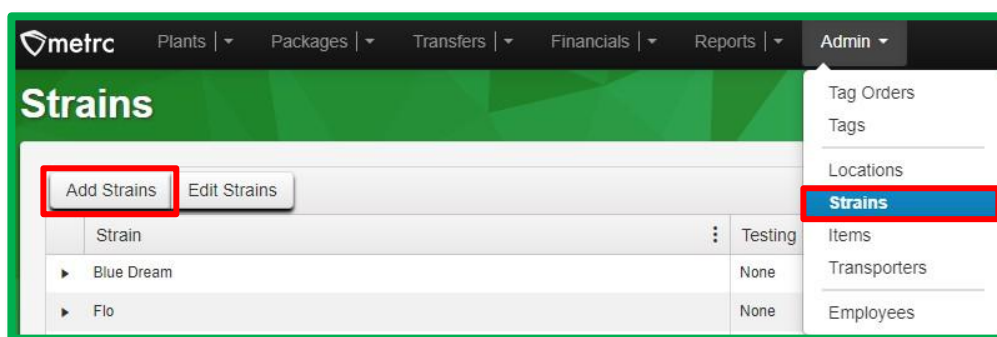 metrc Plants Packages Transfers Financials Reports Admin
Strains
Tag Orders
Tags
Locations
Strains
Items
Transporters
Employees
Add Strains Edit Strains
Strain Testing
Blue Dream None
Flo None